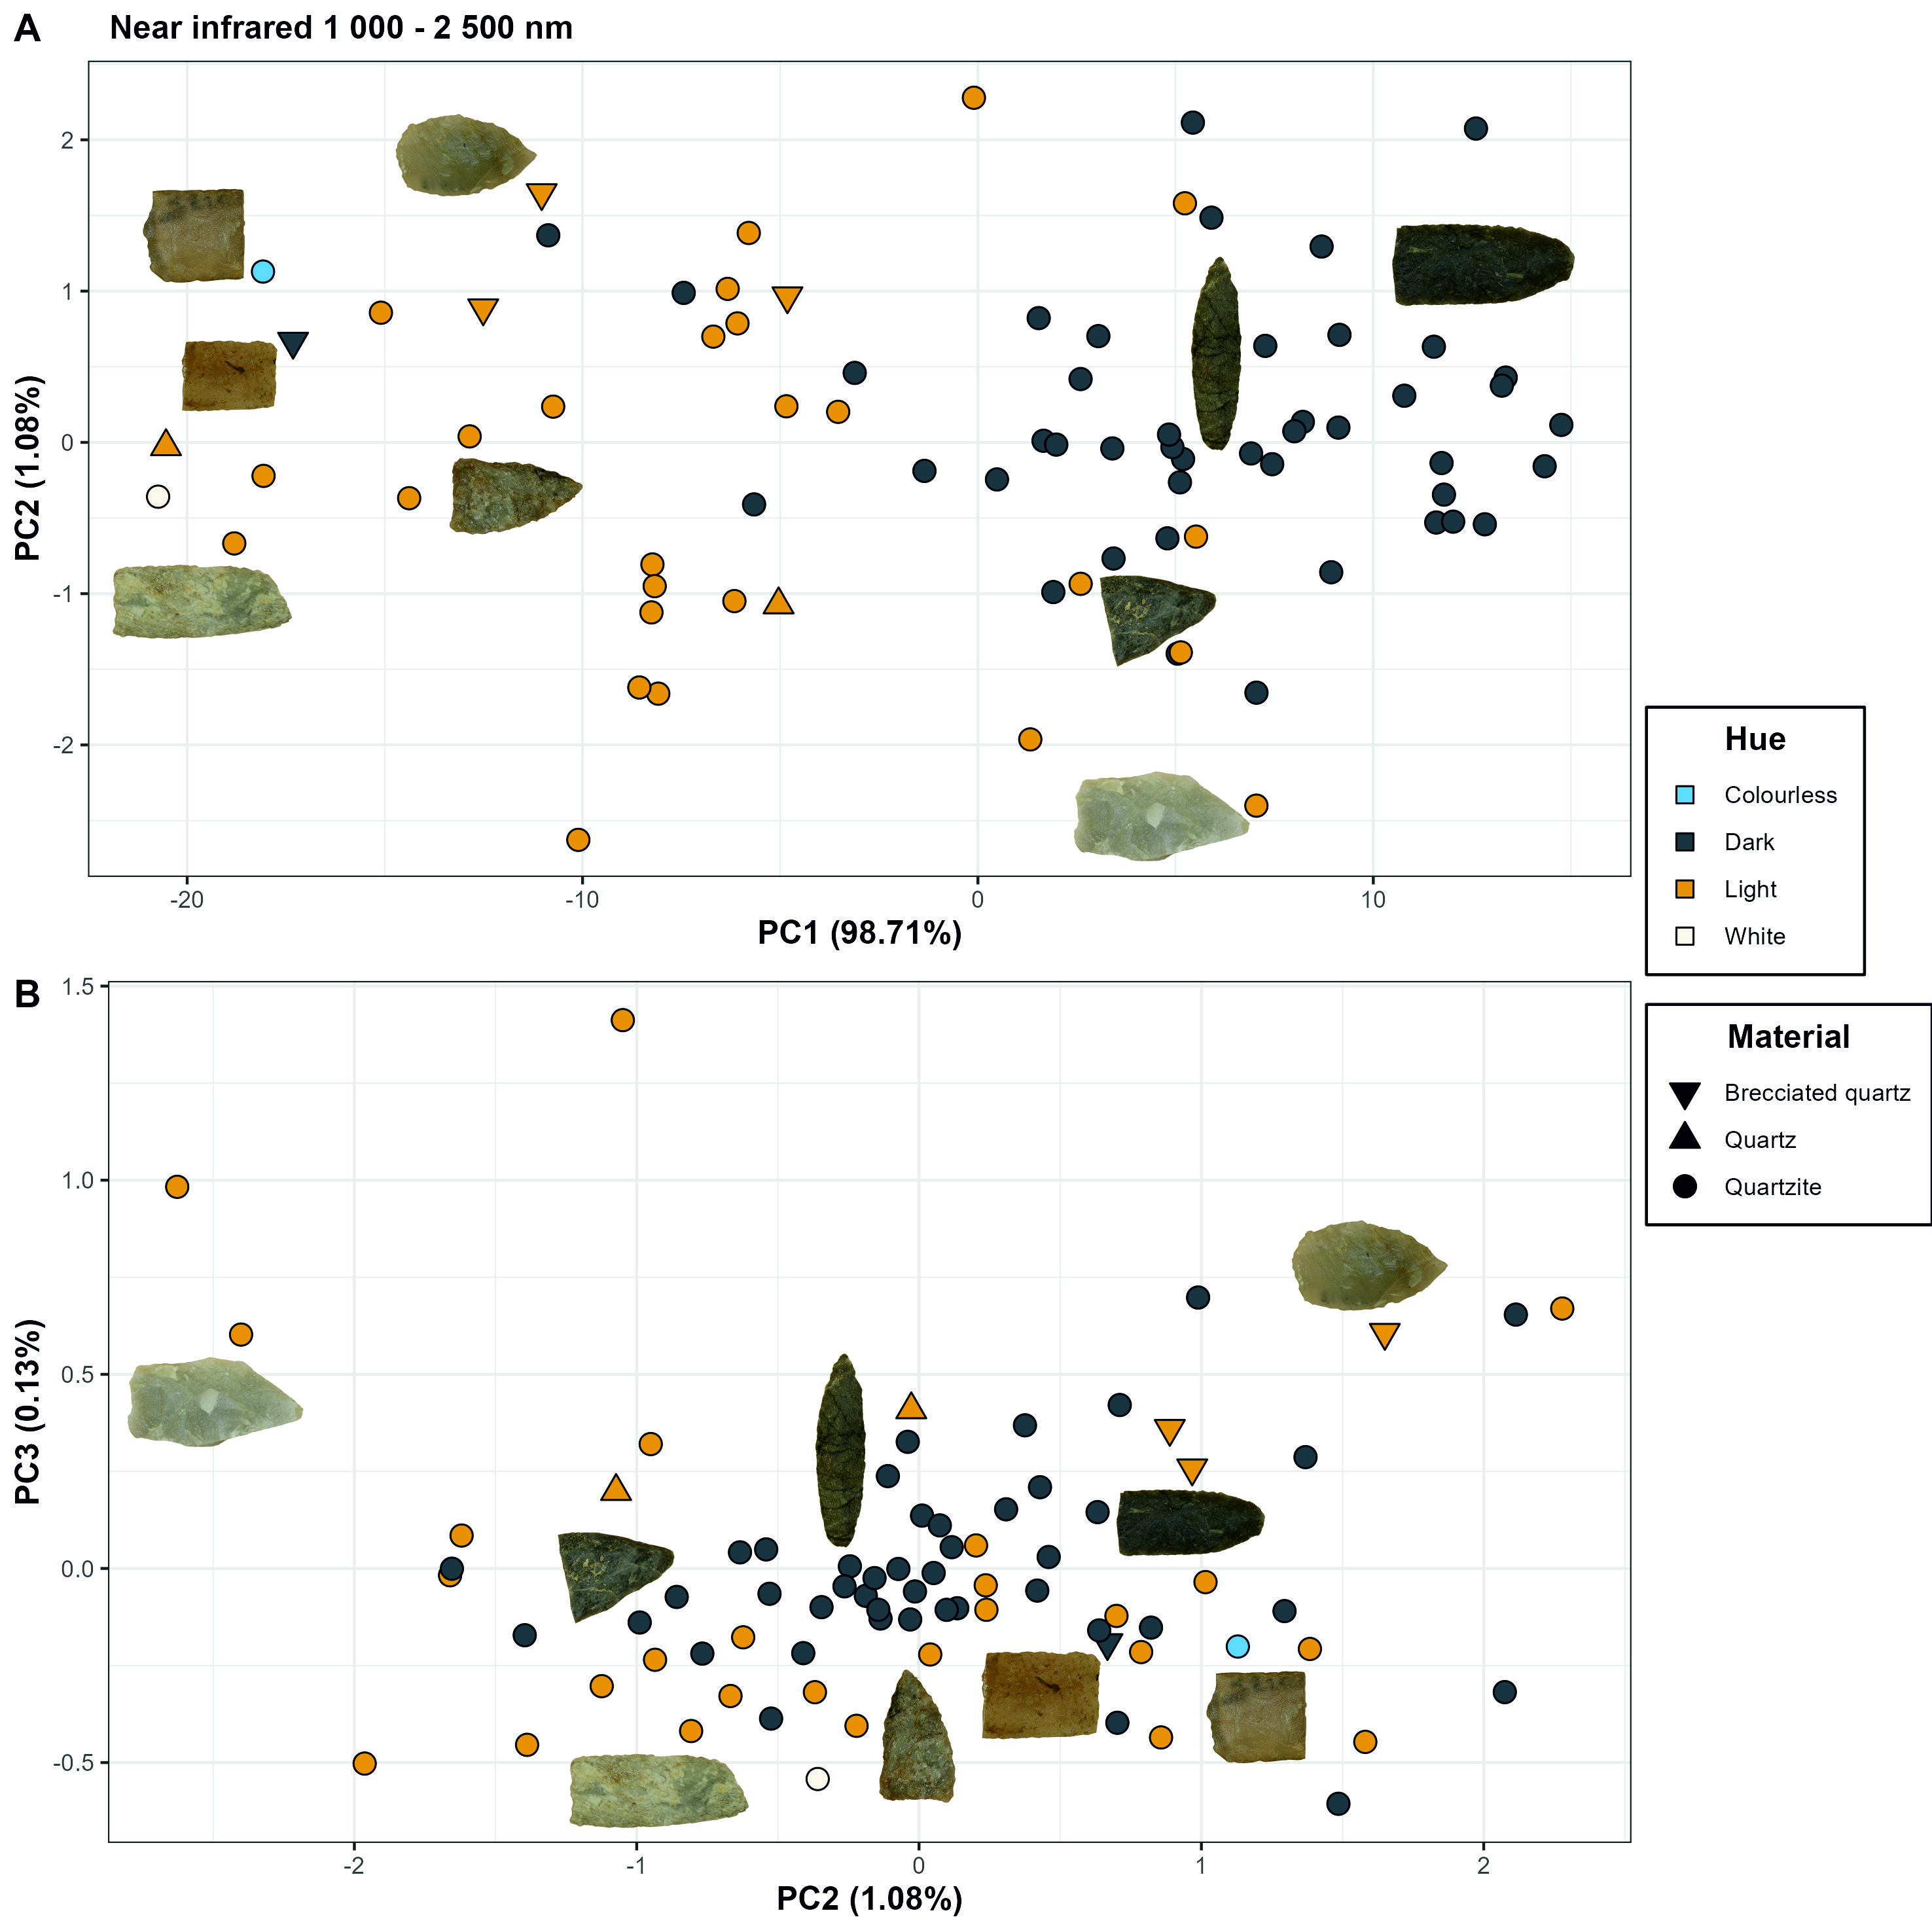 A
Near infrared 1 000 - 2 500 nm
2
1
0
-1
-2
PC2 (1.08%)
-20
-10
0
10
PC1 (98.71%)
Hue
Colourless
Dark
Light
White
B
1.5
1.0
0.5
0.0
-0.5
PC3 (0.13%)
-2
-1
0
1
2
PC2 (1.08%)
Material
Brecciated quartz
Quartz
Quartzite